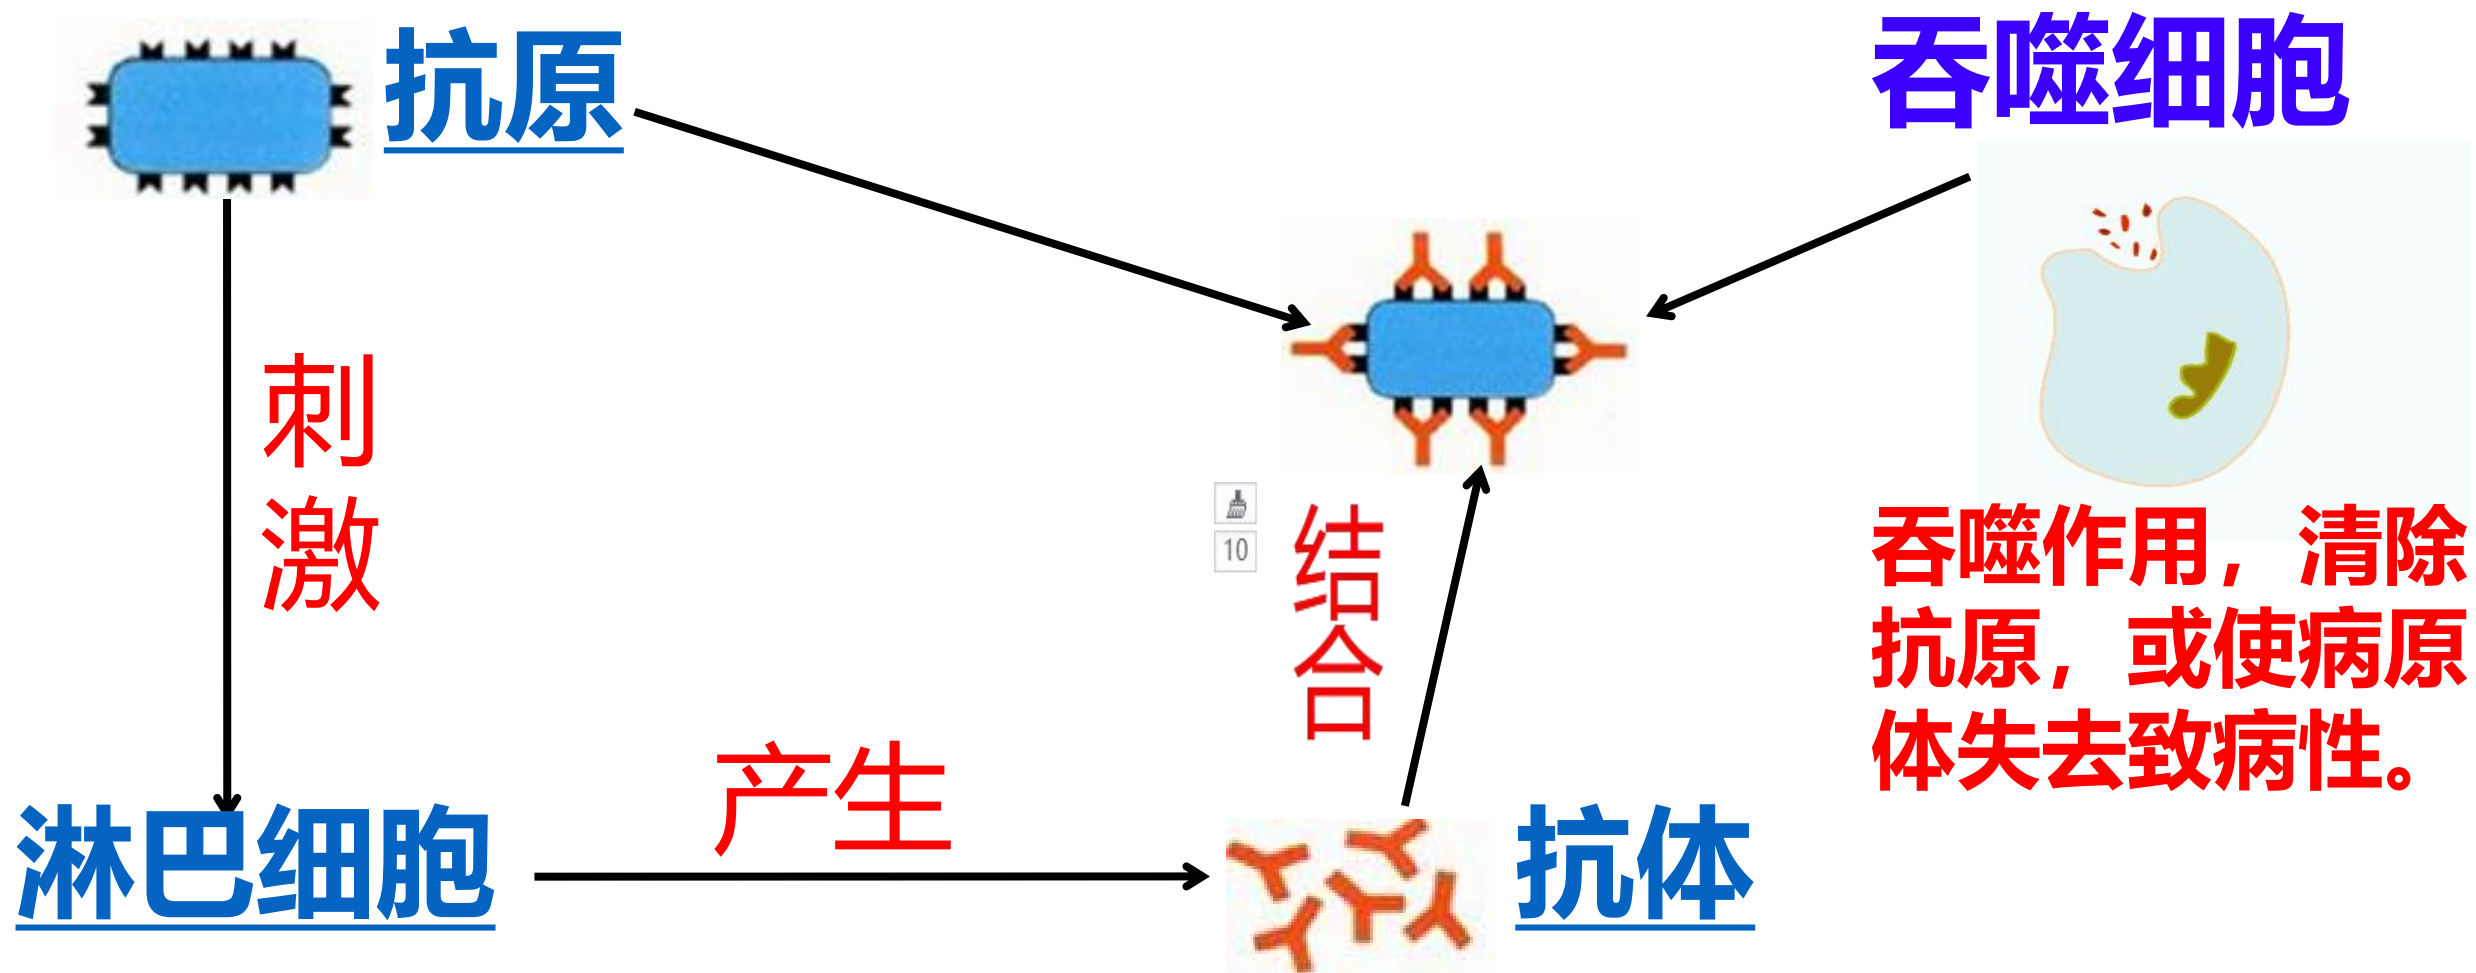 抗原
吞噬细胞
刺
激
10
结
合
吞噬作用，清除
抗原，或使病原
体失去致病性。
产生
淋巴细胞
抗体